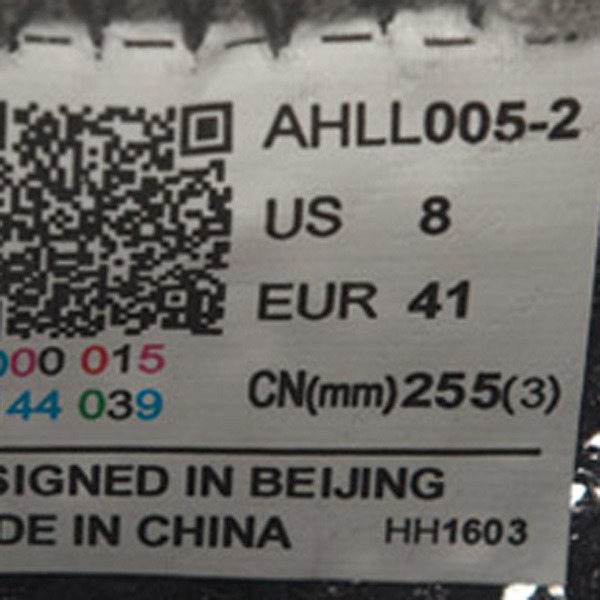 AHLL005-2
US 8
EUR 41
000 015
44 039
CN(mm)255(3)
SIGNED IN BEIJING
DE IN CHINA HH1603